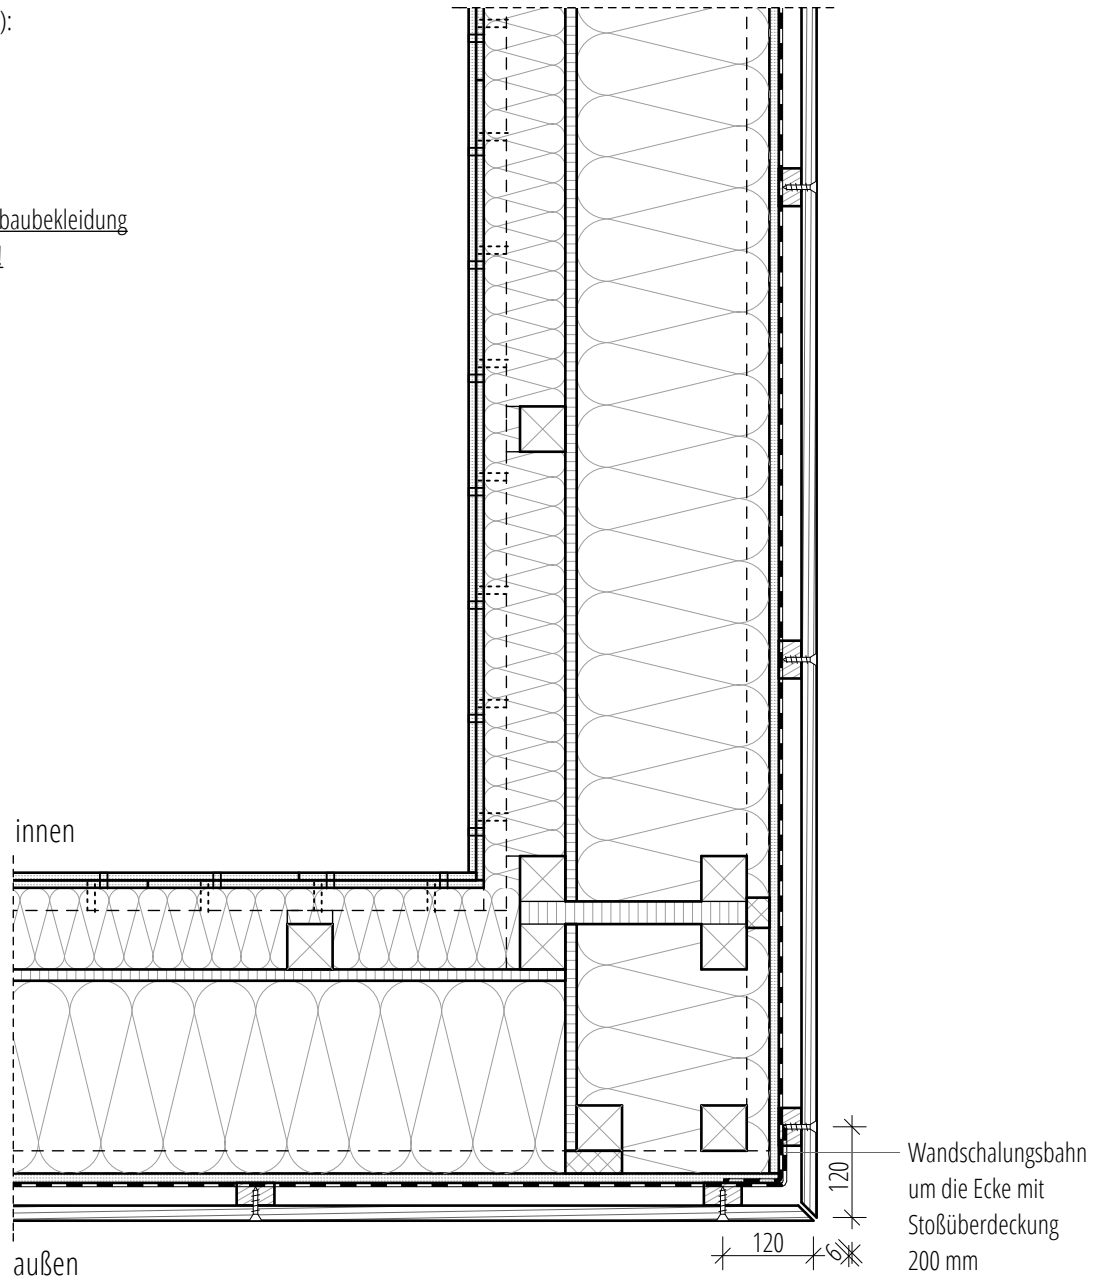 ):
baubekleidung
innen
außen
Wandschalungsbahn
um die Ecke mit
Stoßüberdeckung
200 mm
120
120
6